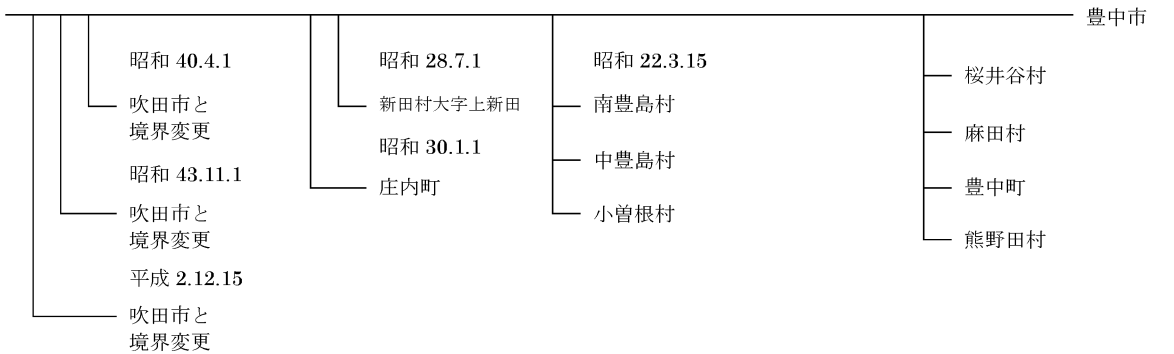 豊中市
桜井谷村
麻田村
豊中町
熊野田村
昭和 22.3.15
南豊島村
中豊島村
小曽根村
昭和 28.7.1
新田村大字上新田
昭和 30.1.1
庄内町
昭和 40.4.1
吹田市と
境界変更
昭和 43.11.1
吹田市と
境界変更
平成 2.12.15
吹田市と
境界変更